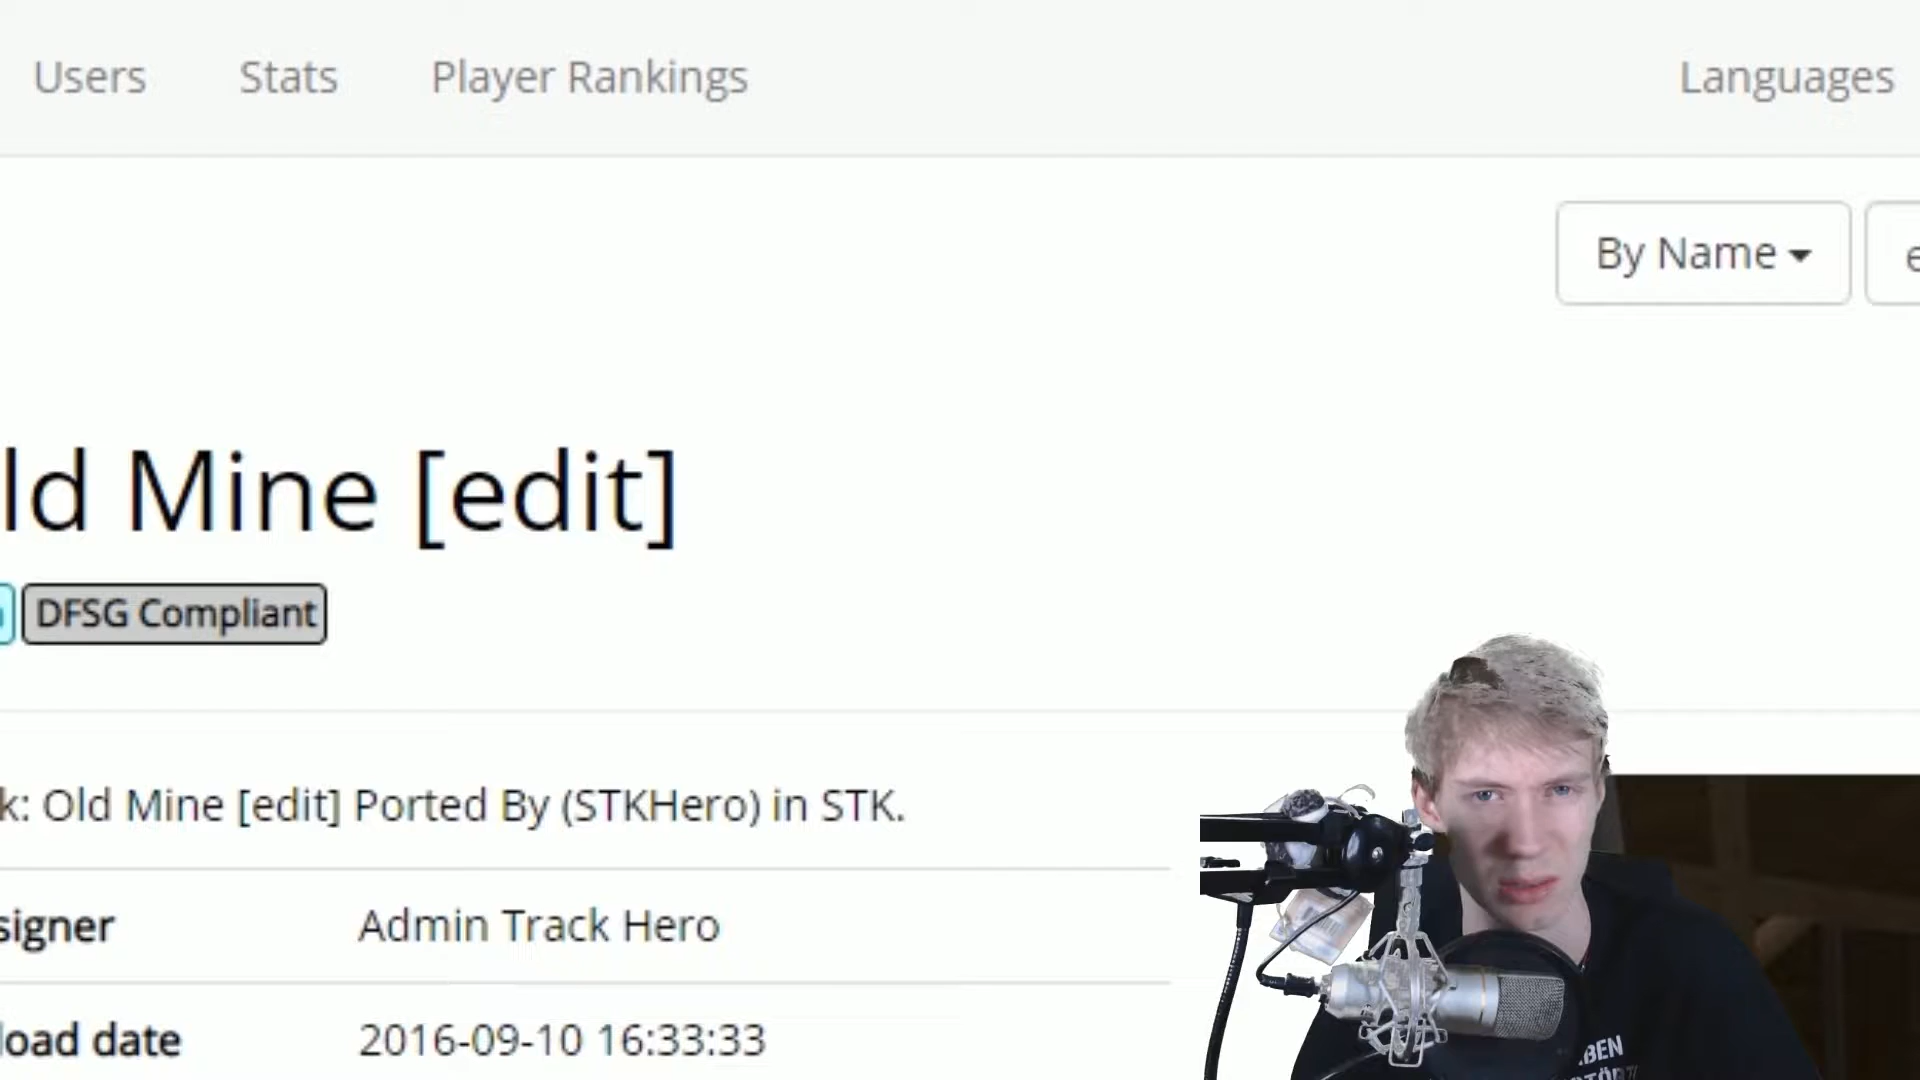 Users Stats Player Rankings Languages
By Name e
ld Mine [edit]
DFSG Compliant
k: Old Mine [edit] Ported By (STKHero) in STK.
signer Admin Track Hero
load date 2016-09-10 16:33:33
BEN